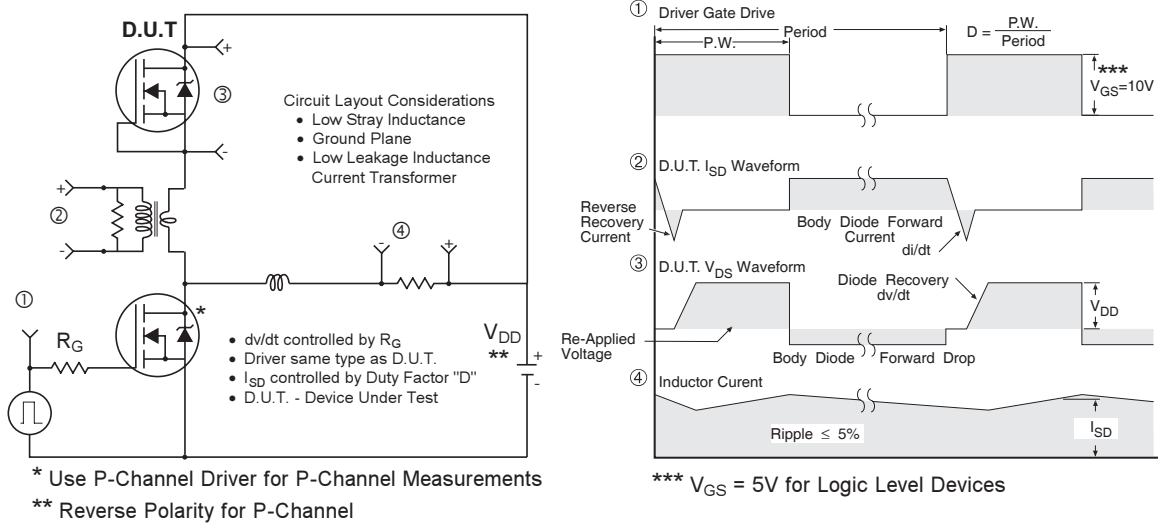 D.U.T
+
③
-
Circuit Layout Considerations
• Low Stray Inductance
• Ground Plane
• Low Leakage Inductance
Current Transformer
+
②
-
④
- +
①
R_G
*
• dv/dt controlled by R_G
• Driver same type as D.U.T.
• I_SD controlled by Duty Factor "D"
• D.U.T. - Device Under Test
V_DD
**
+
-
* Use P-Channel Driver for P-Channel Measurements
** Reverse Polarity for P-Channel
① Driver Gate Drive
P.W.
Period
D = P.W. / Period
***
V_GS=10V
② D.U.T. I_SD Waveform
Reverse
Recovery
Current
Body Diode Forward
Current
di/dt
③ D.U.T. V_DS Waveform
Diode Recovery
dv/dt
V_DD
Re-Applied
Voltage
Body Diode Forward Drop
④ Inductor Curent
Ripple ≤ 5%
I_SD
*** V_GS = 5V for Logic Level Devices